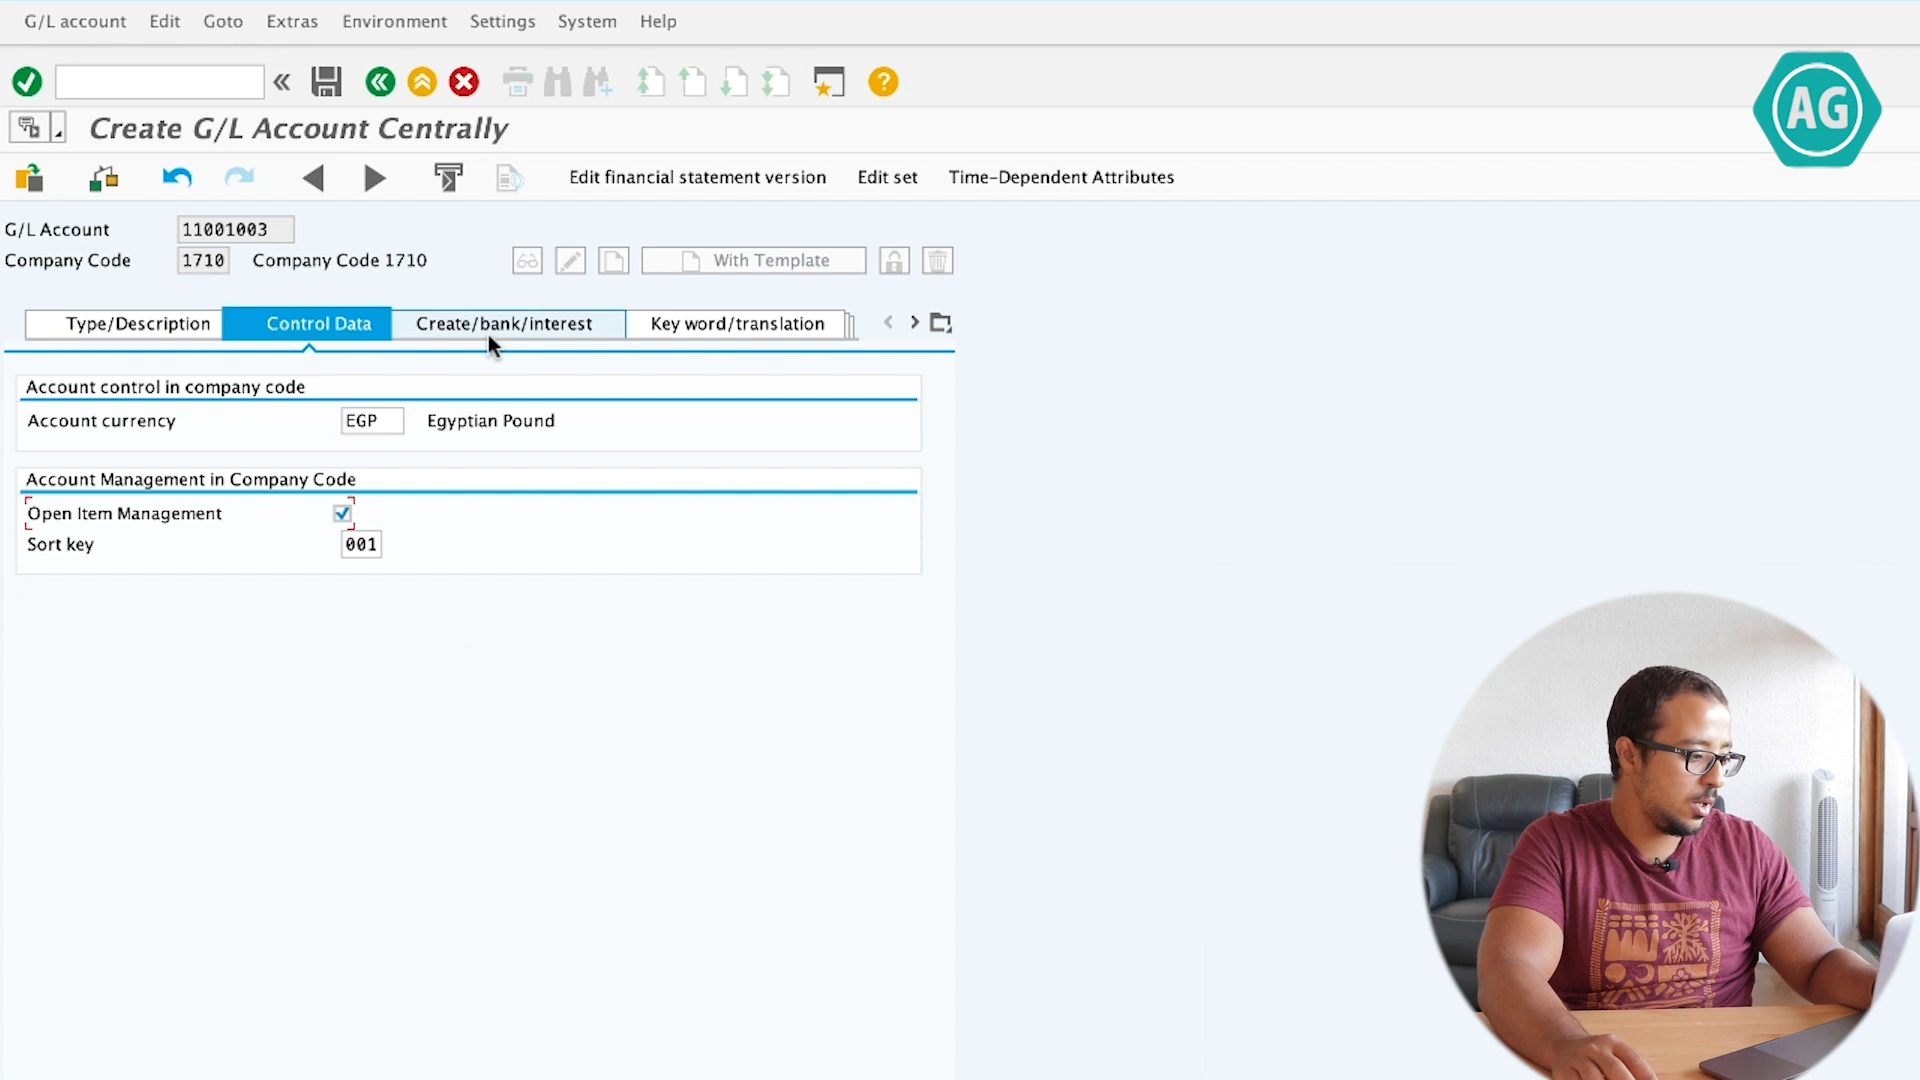 G/L account Edit Goto Extras Environment Settings System Help
AG
Create G/L Account Centrally
Edit financial statement version Edit set Time-Dependent Attributes
G/L Account 11001003
Company Code 1710 Company Code 1710 With Template
Type/Description Control Data Create/bank/interest Key word/translation
Account control in company code
Account currency EGP Egyptian Pound
Account Management in Company Code
Open Item Management
Sort key 001